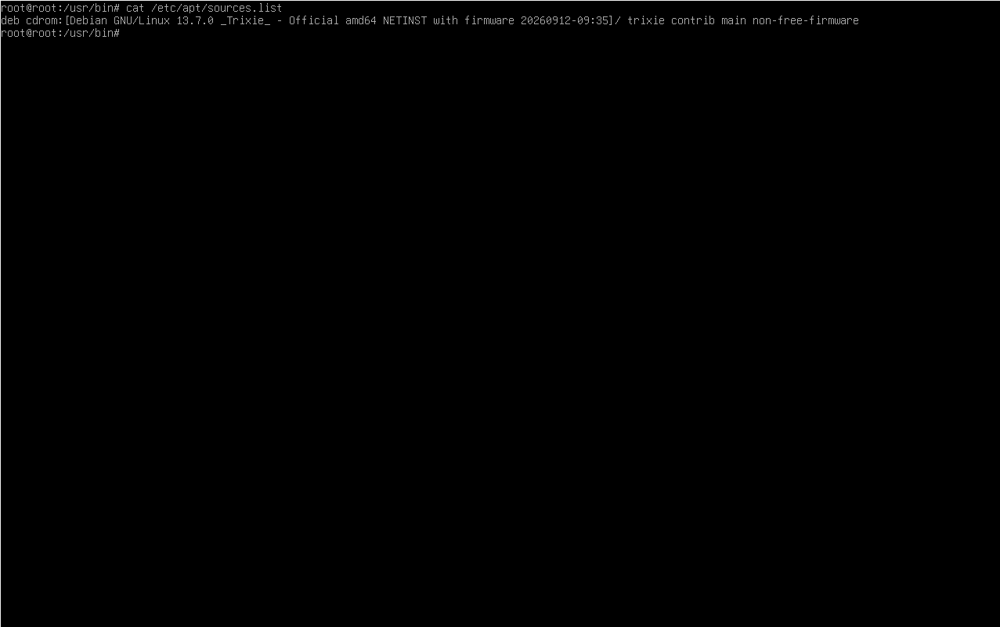 root@root:/usr/bin# cat /etc/apt/sources.list
deb cdrom:[Debian GNU/Linux 13.7.0 _Trixie_ - Official amd64 NETINST with firmware 20260912-09:35]/ trixie contrib main non-free-firmware
root@root:/usr/bin#